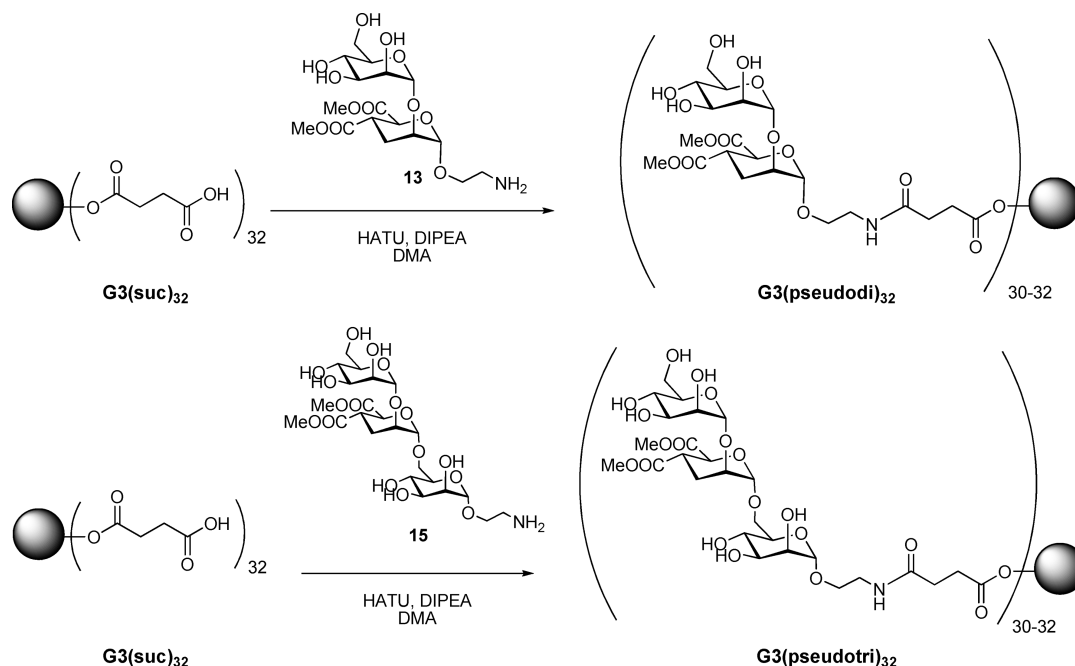 OH
OH
HO
HO
O
O
MeOOC
MeOOC
O
O
NH2
13
O
O
OH
O
32
HATU, DIPEA
DMA
G3(suc)32
OH
OH
HO
HO
O
O
MeOOC
MeOOC
O
O
N
H
O
O
O
30-32
G3(pseudodi)32
OH
OH
HO
HO
O
O
MeOOC
MeOOC
O
O
OH
HO
HO
O
O
NH2
15
O
O
OH
O
32
HATU, DIPEA
DMA
G3(suc)32
OH
OH
HO
HO
O
O
MeOOC
MeOOC
O
O
OH
HO
HO
O
O
N
H
O
O
O
30-32
G3(pseudotri)32